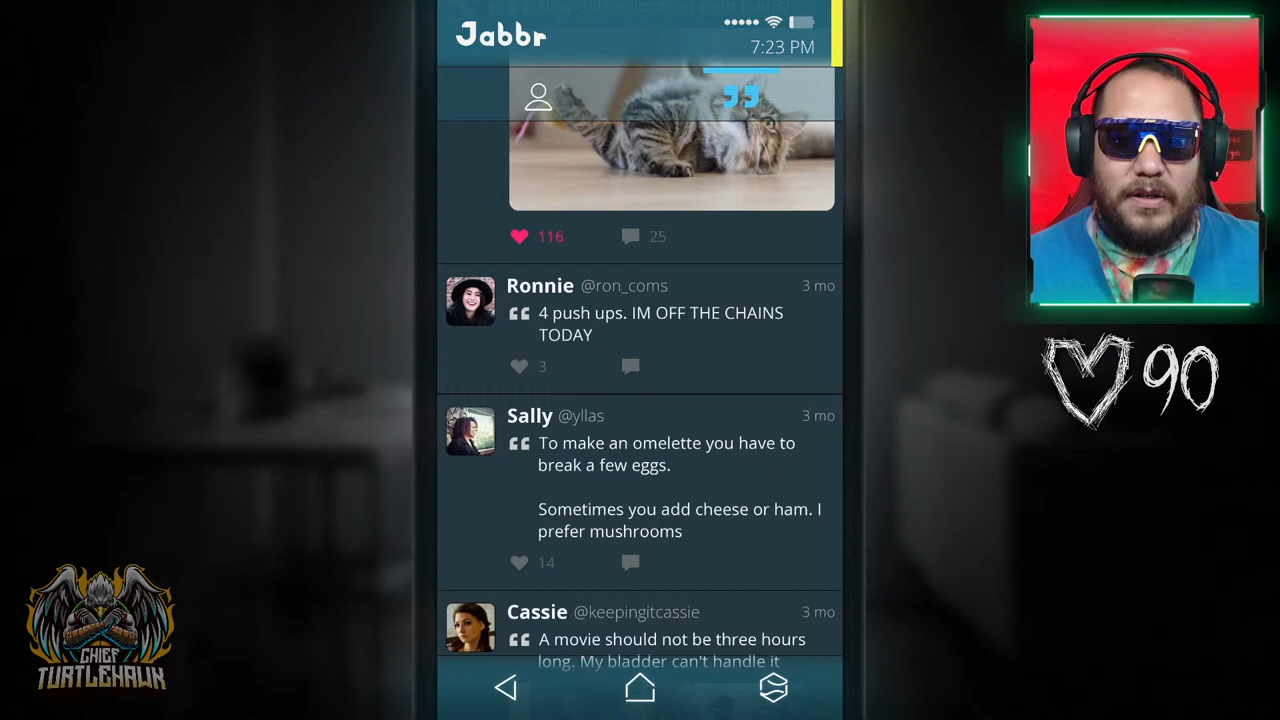 Jabbr
7:23 PM
116
25
Ronnie @ron_coms 3 mo
4 push ups. IM OFF THE CHAINS
TODAY
3
Sally @yllas 3 mo
To make an omelette you have to
break a few eggs.
Sometimes you add cheese or ham. I
prefer mushrooms
14
Cassie @keepingitcassie 3 mo
A movie should not be three hours
long. My bladder can't handle it
90
CHIEF
TURTLEHAWK